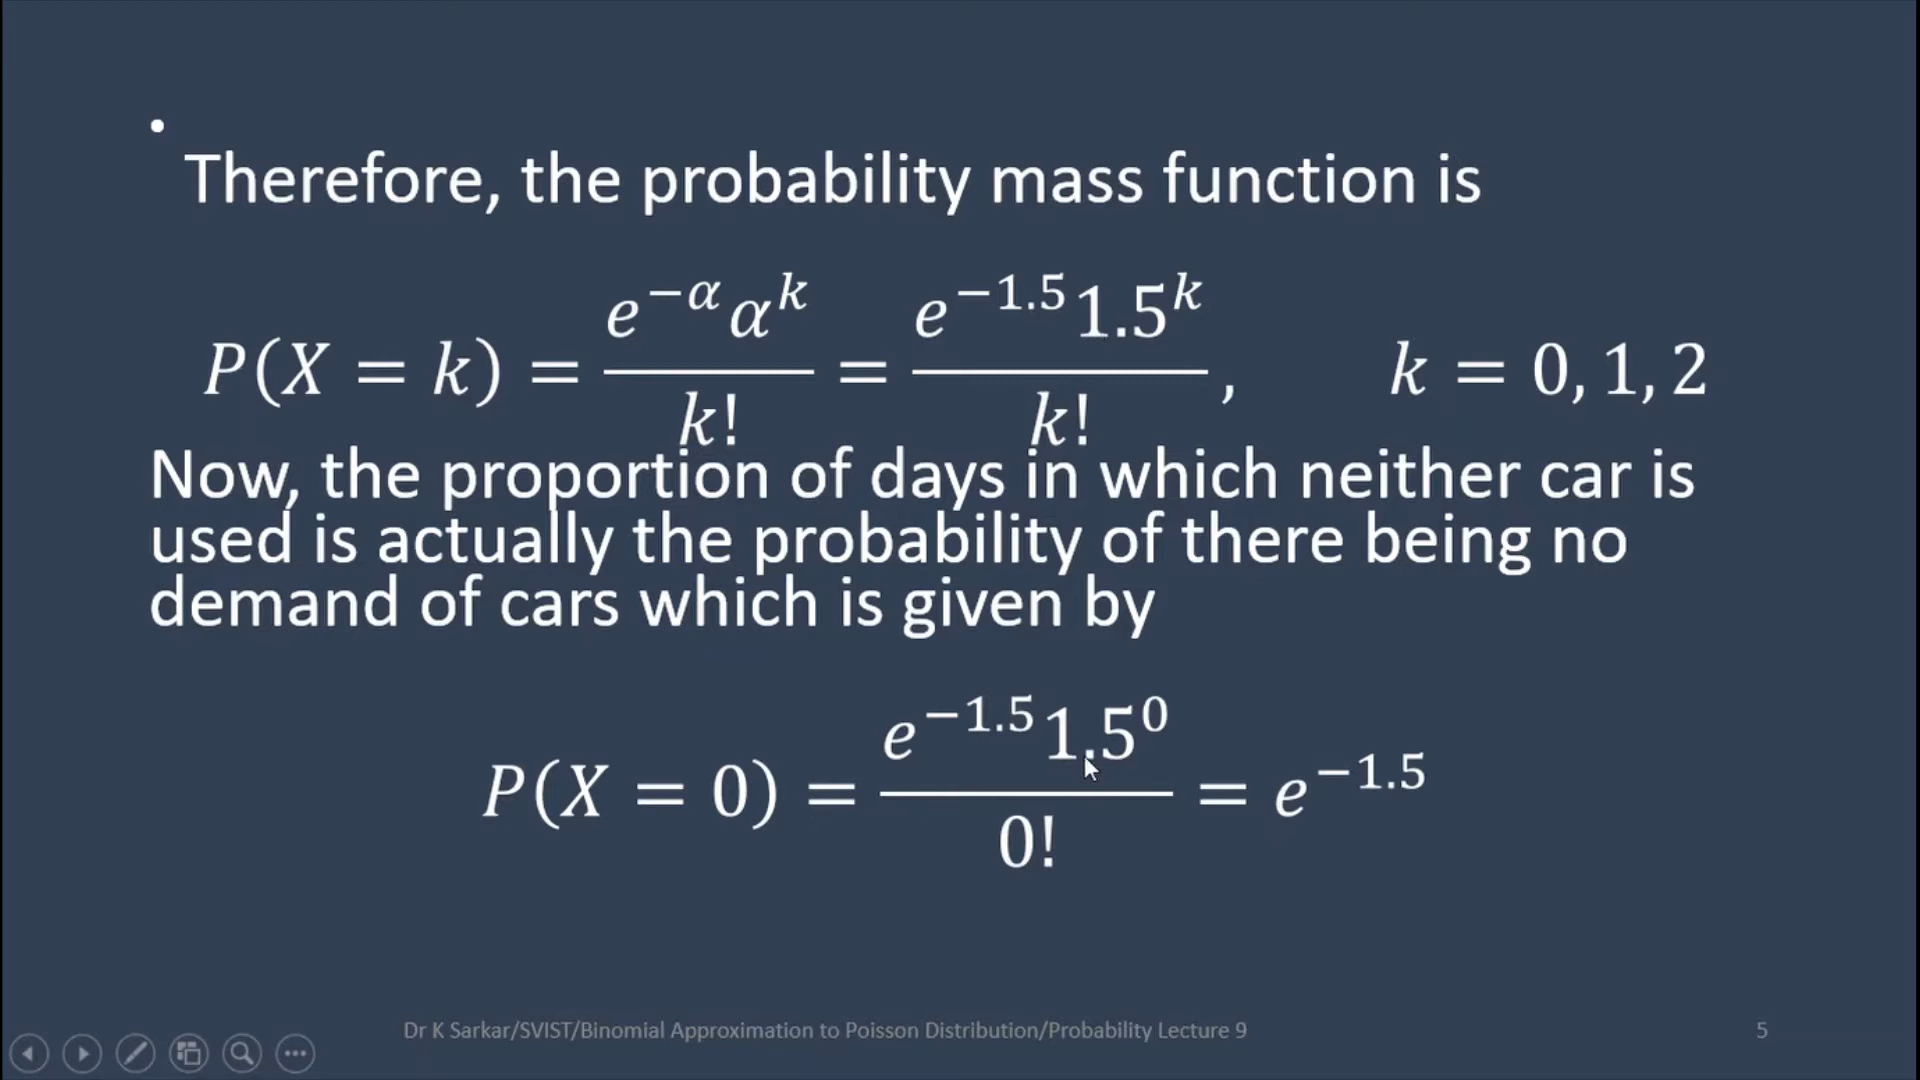 •
Therefore, the probability mass function is
P(X = k) = \frac{e^{-α}α^{k}}{k!} = \frac{e^{-1.5}1.5^{k}}{k!}, k = 0, 1, 2
Now, the proportion of days in which neither car is
used is actually the probability of there being no
demand of cars which is given by
P(X = 0) = \frac{e^{-1.5}1.5^{0}}{0!} = e^{-1.5}
Dr K Sarkar/SVIST/Binomial Approximation to Poisson Distribution/Probability Lecture 9 5